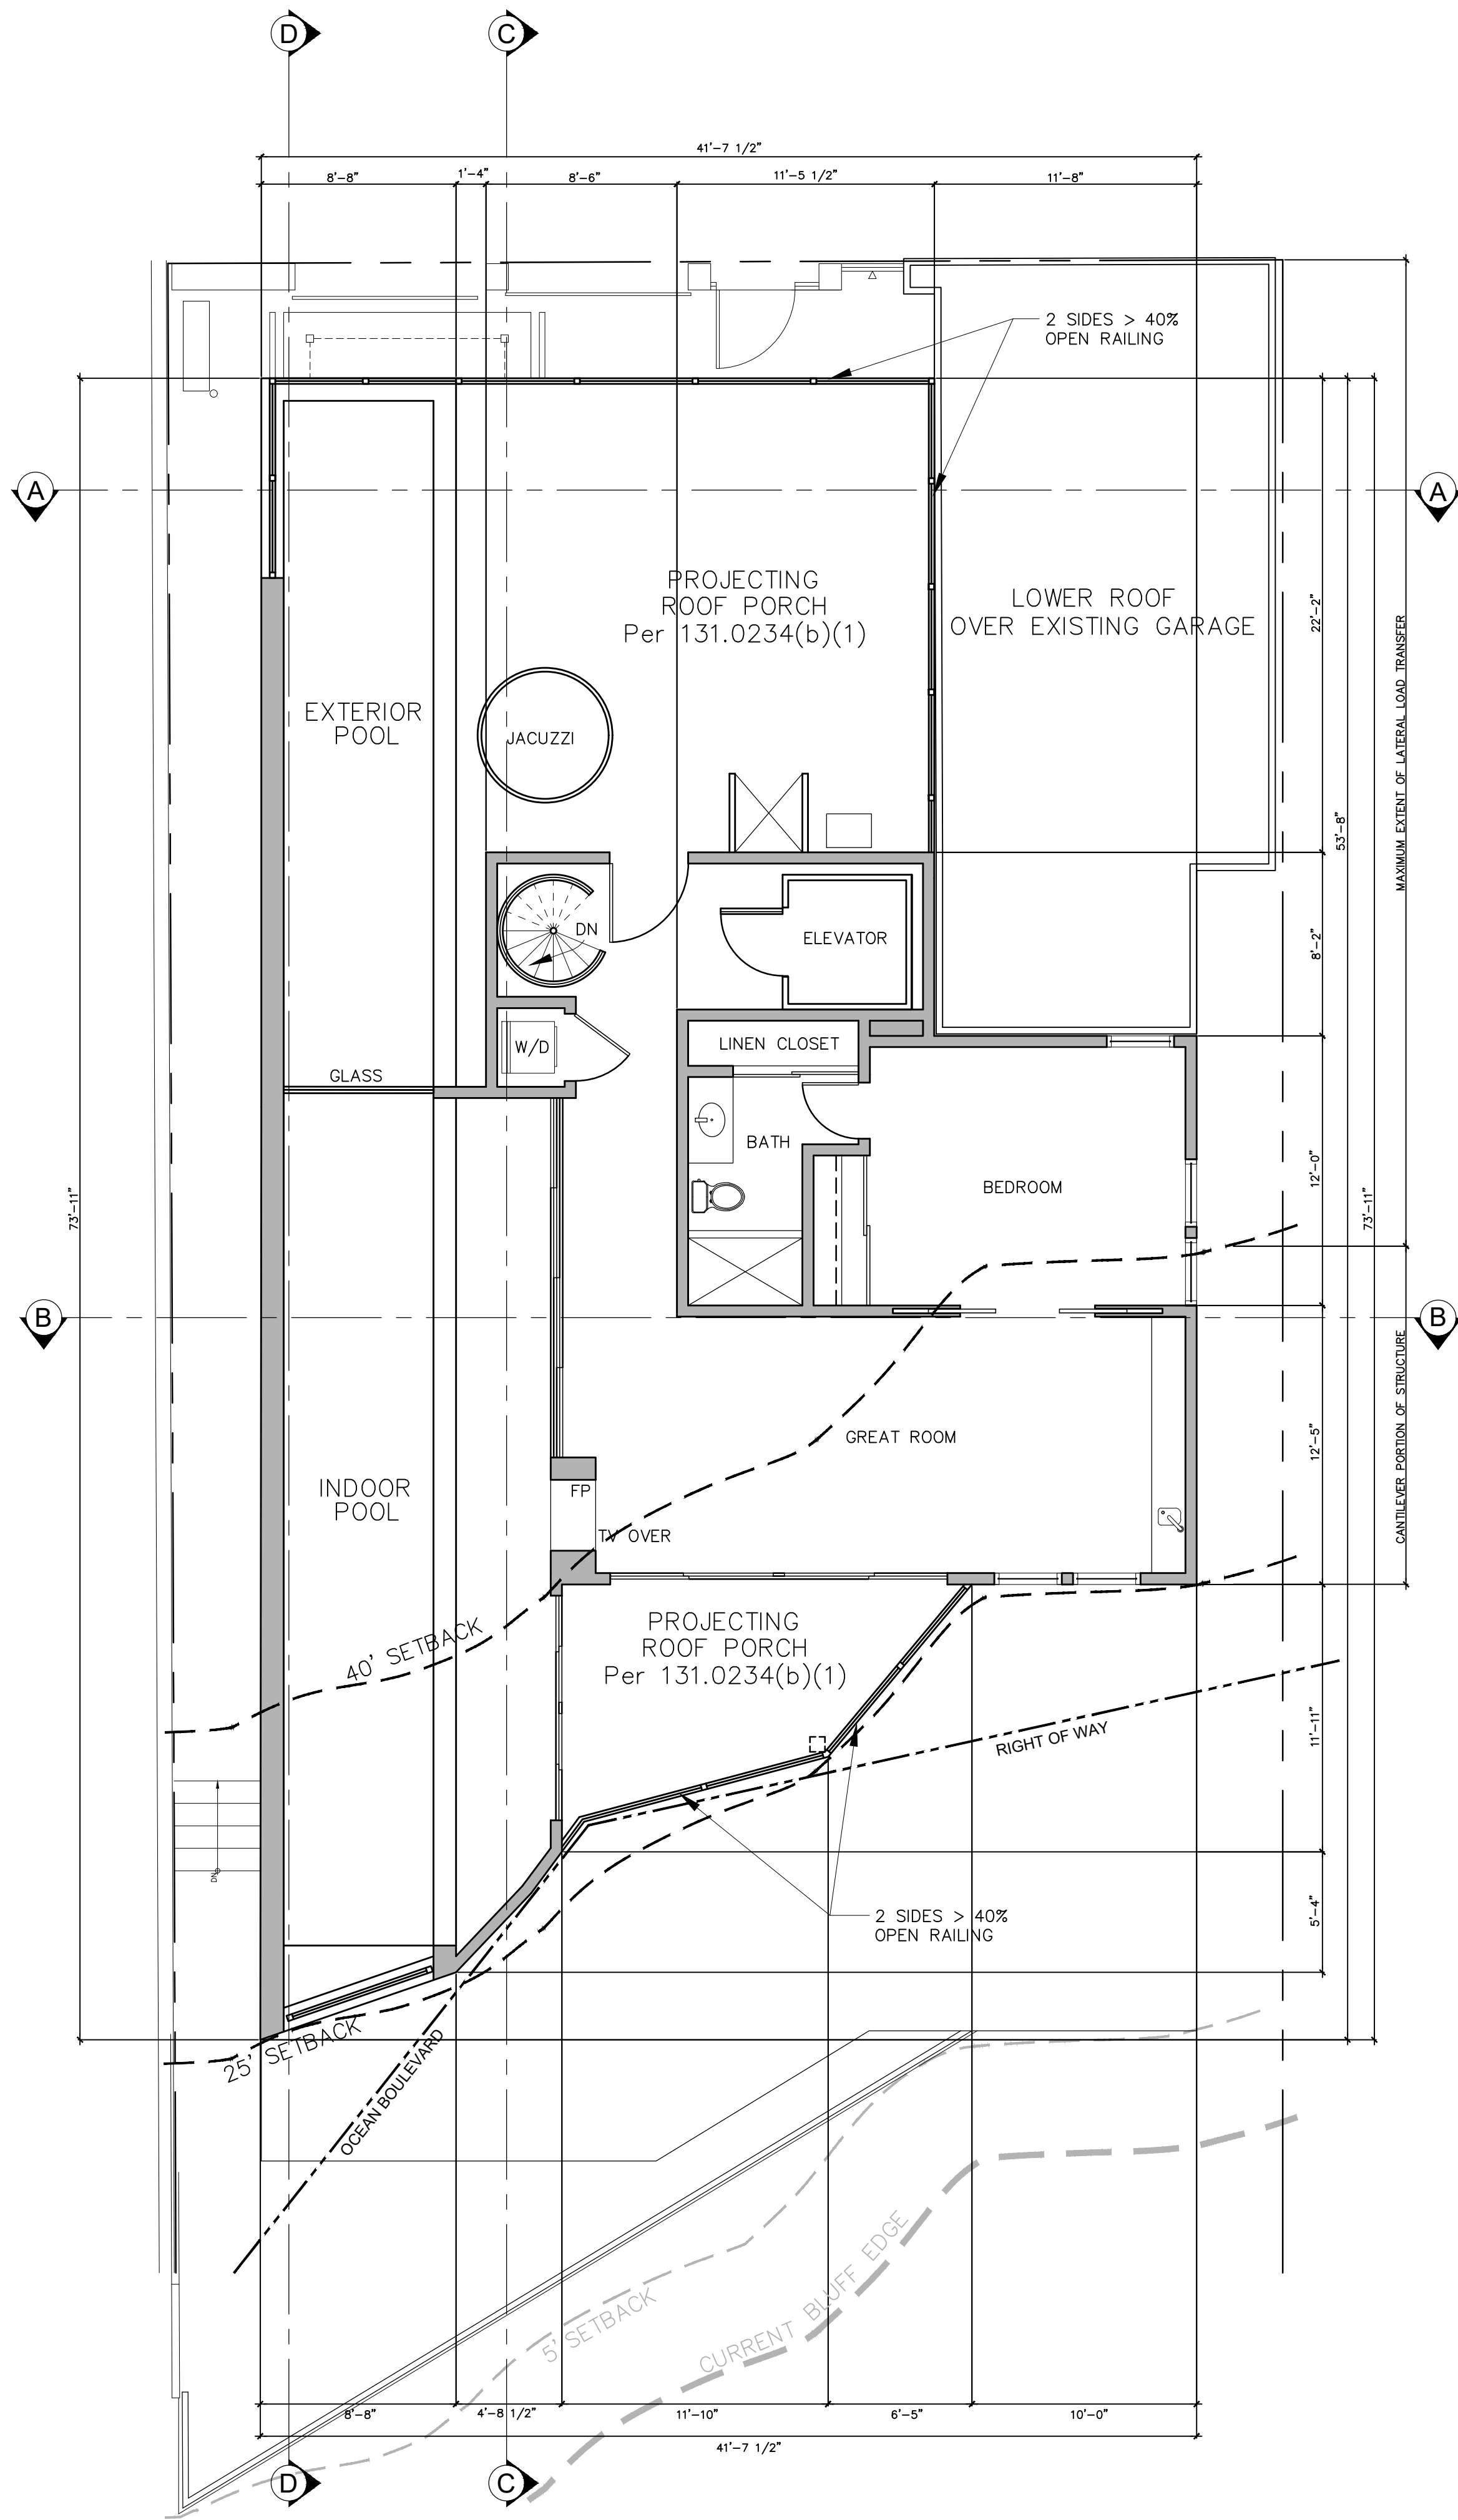 D
C
41'-7 1/2"
8'-8"
1'-4"
8'-6"
11'-5 1/2"
11'-8"
2 SIDES > 40%
OPEN RAILING
A
A
PROJECTING
ROOF PORCH
Per 131.0234(b)(1)
LOWER ROOF
OVER EXISTING GARAGE
22'-2"
MAXIMUM EXTENT OF LATERAL LOAD TRANSFER
EXTERIOR
POOL
JACUZZI
53'-8"
DN
ELEVATOR
8'-2"
W/D
LINEN CLOSET
GLASS
BATH
BEDROOM
12'-0"
73'-11"
73'-11"
B
B
CANTILEVER PORTION OF STRUCTURE
GREAT ROOM
12'-5"
INDOOR
POOL
FP
TV OVER
PROJECTING
ROOF PORCH
Per 131.0234(b)(1)
40' SETBACK
RIGHT OF WAY
11'-11"
DN
2 SIDES > 40%
OPEN RAILING
5'-4"
25' SETBACK
OCEAN BOULEVARD
5' SETBACK
CURRENT BLUFF EDGE
8'-8"
4'-8 1/2"
11'-10"
6'-5"
10'-0"
41'-7 1/2"
D
C